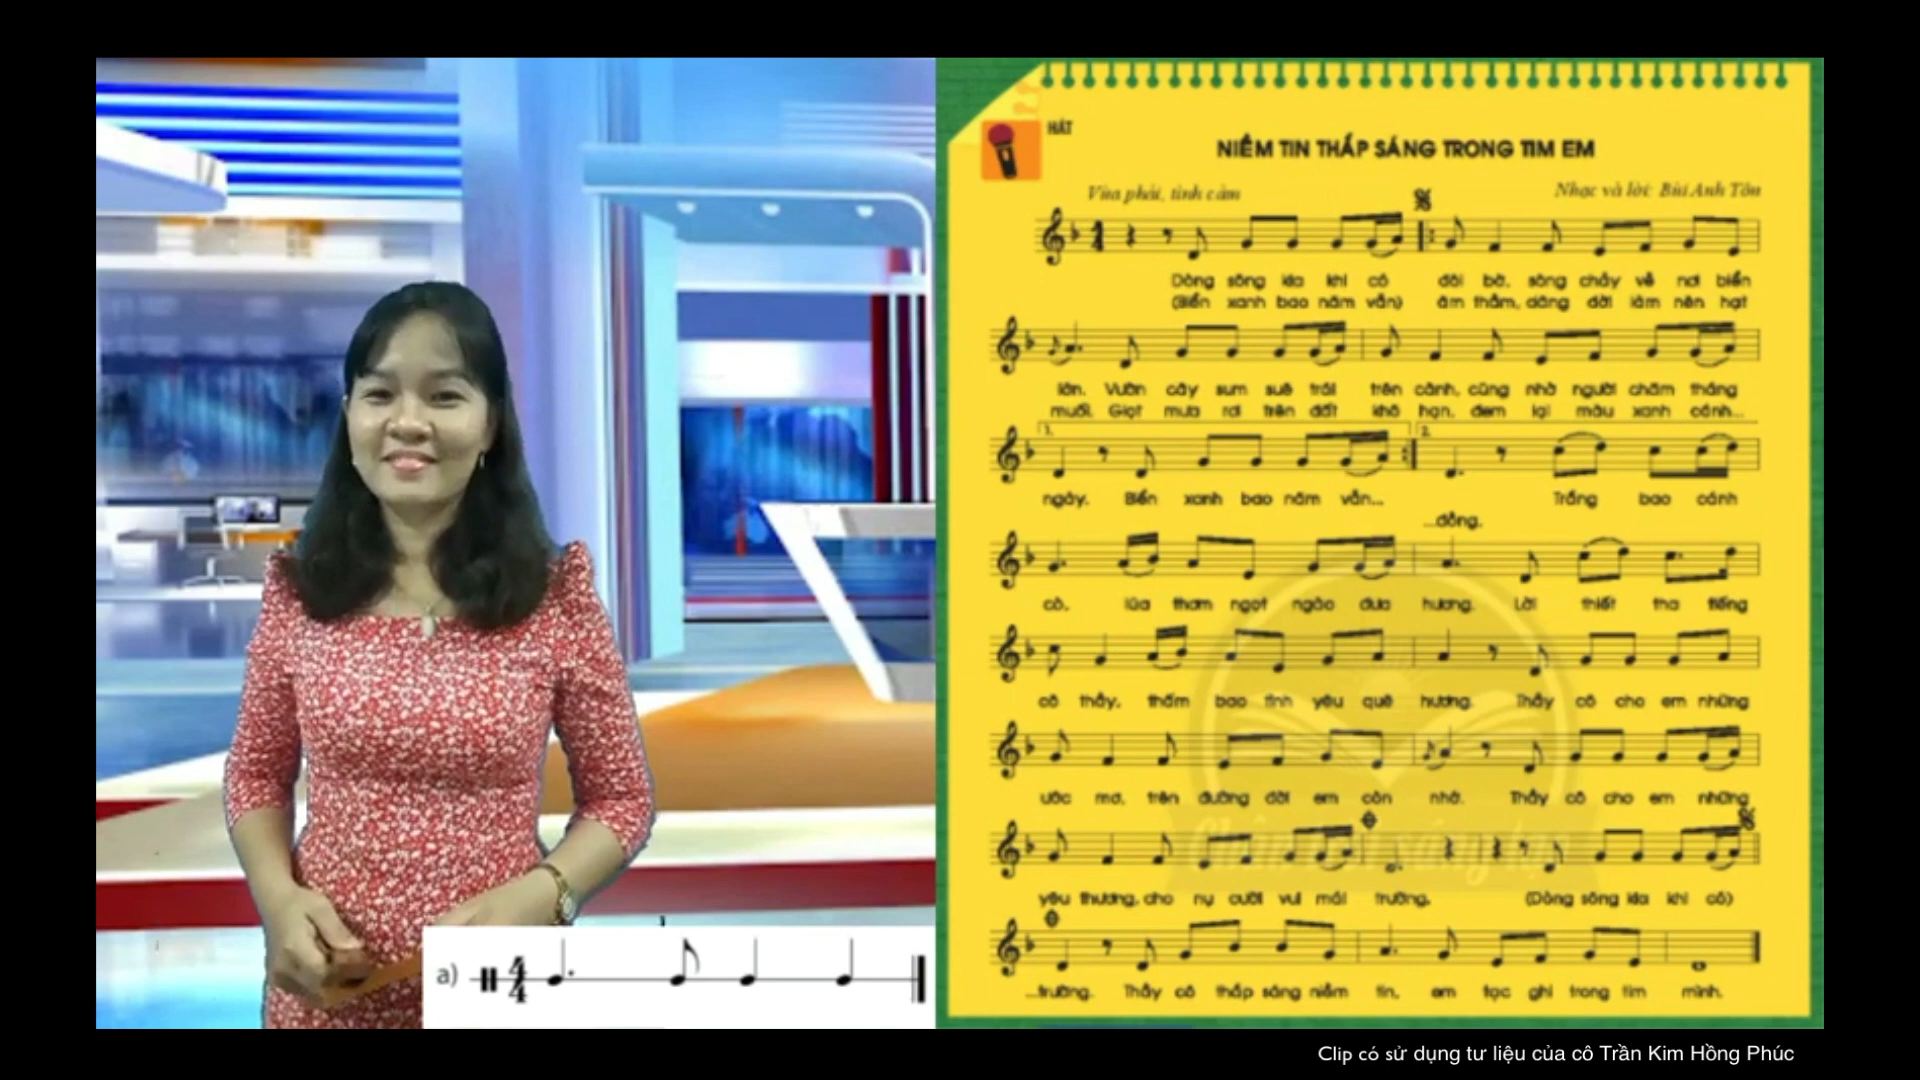 HÁT
NIỀM TIN THẮP SÁNG TRONG TIM EM
Vừa phải, tình cảm
Nhạc và lời: Bùi Anh Tôn
Dòng sông kia khi có đôi bờ, sông chảy về nơi biển
(Biển xanh bao năm vẫn) âm thầm, dâng đời làm nên hạt
lớn. Vườn cây sum suê trái trên cành, cũng nhờ người chăm tháng
muối. Giọt mưa rơi trên đất khô hạn, đem lại màu xanh cánh...
1.
2.
ngày. Biển xanh bao năm vẫn... Trắng bao cánh
...đồng.
cò, lúa thơm ngọt ngào đưa hương. Lời thiết tha tiếng
cô thầy, thấm bao tình yêu quê hương. Thầy cô cho em những
ước mơ, trên đường đời em còn nhớ. Thầy cô cho em những
yêu thương, cho nụ cười vui mái trường. (Dòng sông kia khi có)
...trường. Thầy cô thắp sáng niềm tin, em tạc ghi trong tim mình.
Chân trời sáng tạo
a) 4/4
Clip có sử dụng tư liệu của cô Trần Kim Hồng Phúc